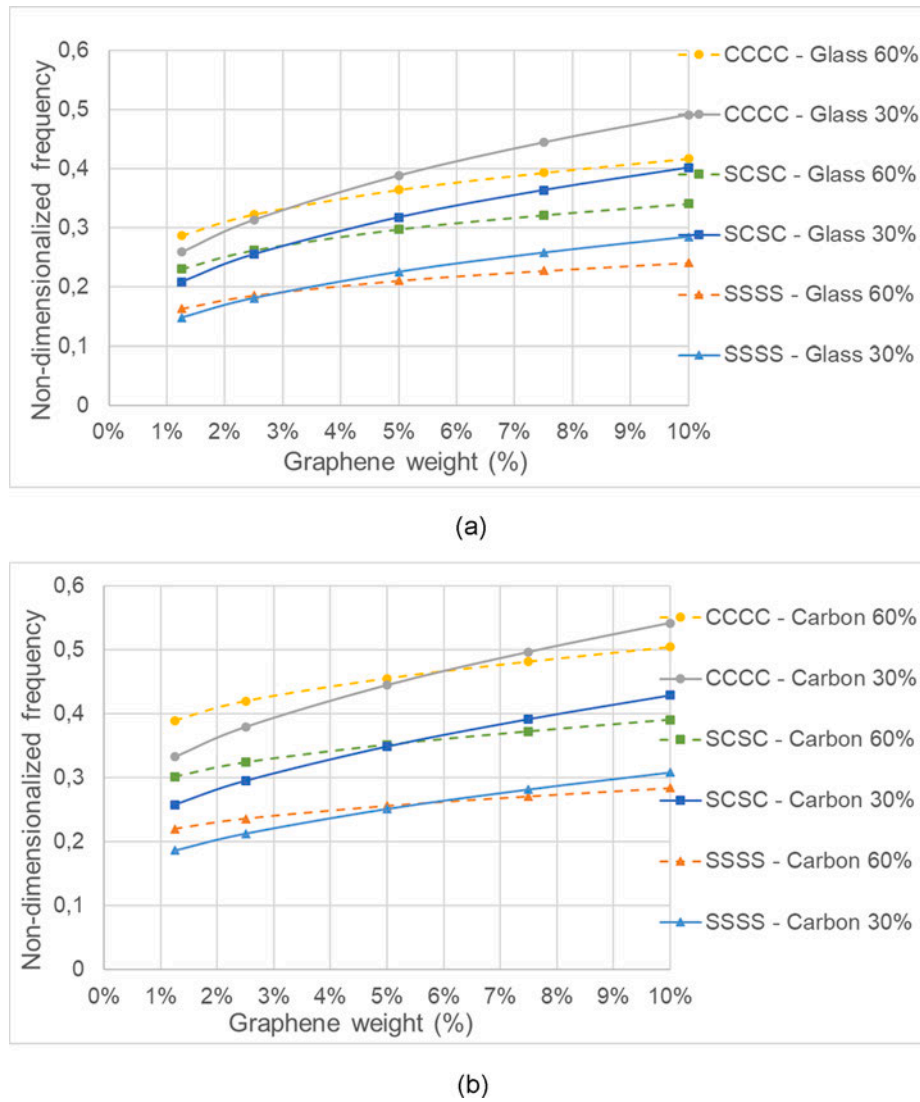 Non-dimensionalized frequency
0,6
0,5
0,4
0,3
0,2
0,1
0
0% 1% 2% 3% 4% 5% 6% 7% 8% 9% 10%
Graphene weight (%)
CCCC - Glass 60%
CCCC - Glass 30%
SCSC - Glass 60%
SCSC - Glass 30%
SSSS - Glass 60%
SSSS - Glass 30%
(a)
Non-dimensionalized frequency
0,6
0,5
0,4
0,3
0,2
0,1
0
0% 1% 2% 3% 4% 5% 6% 7% 8% 9% 10%
Graphene weight (%)
CCCC - Carbon 60%
CCCC - Carbon 30%
SCSC - Carbon 60%
SCSC - Carbon 30%
SSSS - Carbon 60%
SSSS - Carbon 30%
(b)